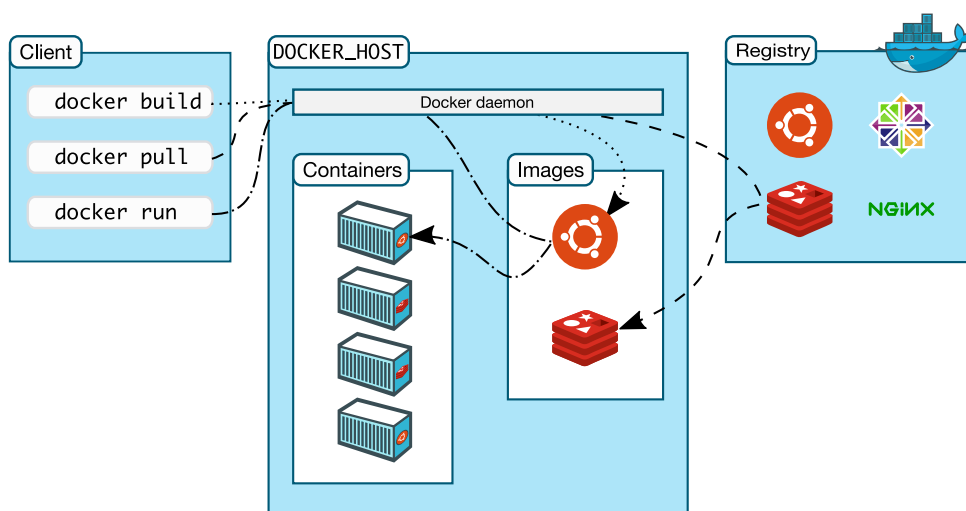 Client
docker build
docker pull
docker run
DOCKER_HOST
Docker daemon
Containers
Images
Registry
NGiNX